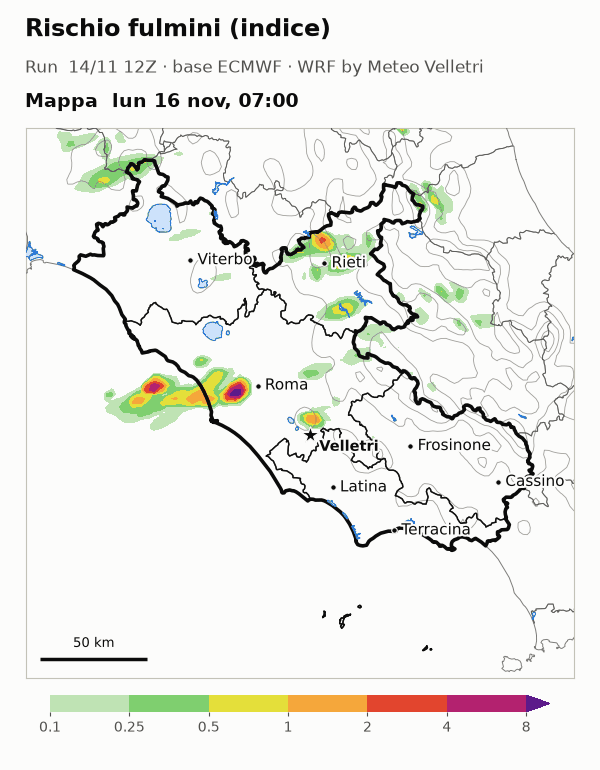 Rischio fulmini (indice)
Run  14/11 12Z · base ECMWF · WRF by Meteo Velletri
Mappa  lun 16 nov, 07:00
Viterbo
Rieti
Roma
Velletri
Frosinone
Cassino
Latina
Terracina
50 km
0.1 0.25 0.5 1 2 4 8